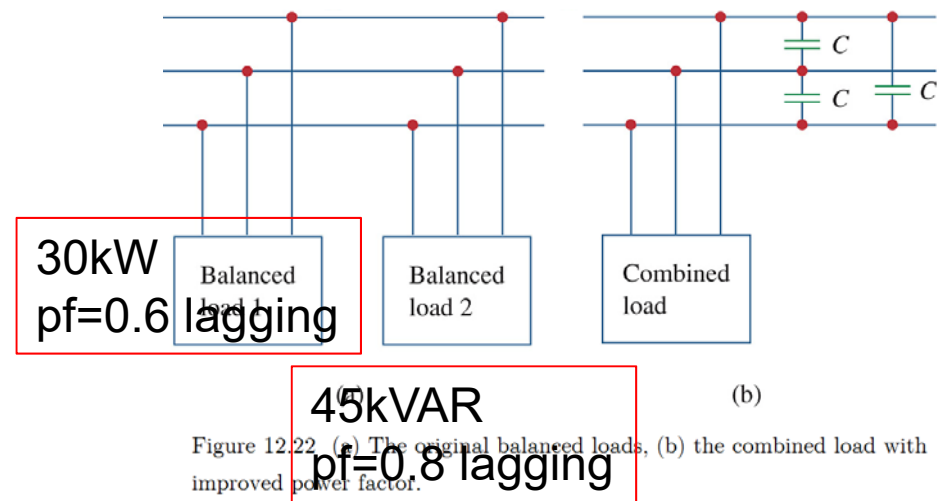 C
C
C
30kW
pf=0.6 lagging
Balanced
load 1
Balanced
load 2
Combined
load
(a)
(b)
45kVAR
pf=0.8 lagging
Figure 12.22 (a) The original balanced loads, (b) the combined load with
improved power factor.